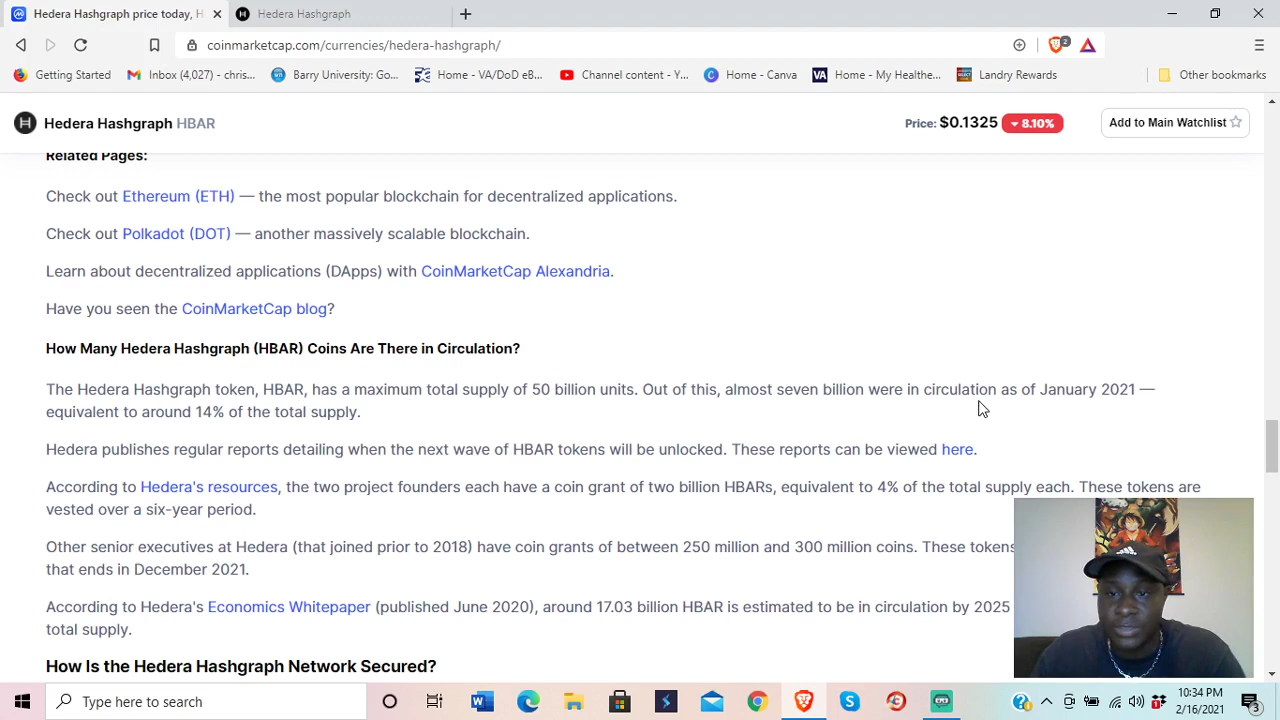 Hedera Hashgraph price today, H
Hedera Hashgraph
coinmarketcap.com/currencies/hedera-hashgraph/
2
Getting Started
Inbox (4,027) - chris...
Barry University: Go...
Home - VA/DoD eB...
Channel content - Y...
Home - Canva
VA Home - My Healthe...
Landry Rewards
Other bookmarks
Hedera Hashgraph HBAR
Price: $0.1325 8.10%
Add to Main Watchlist
Related Pages:
Check out Ethereum (ETH) — the most popular blockchain for decentralized applications.
Check out Polkadot (DOT) — another massively scalable blockchain.
Learn about decentralized applications (DApps) with CoinMarketCap Alexandria.
Have you seen the CoinMarketCap blog?
How Many Hedera Hashgraph (HBAR) Coins Are There in Circulation?
The Hedera Hashgraph token, HBAR, has a maximum total supply of 50 billion units. Out of this, almost seven billion were in circulation as of January 2021 —
equivalent to around 14% of the total supply.
Hedera publishes regular reports detailing when the next wave of HBAR tokens will be unlocked. These reports can be viewed here.
According to Hedera's resources, the two project founders each have a coin grant of two billion HBARs, equivalent to 4% of the total supply each. These tokens are
vested over a six-year period.
Other senior executives at Hedera (that joined prior to 2018) have coin grants of between 250 million and 300 million coins. These tokens
that ends in December 2021.
According to Hedera's Economics Whitepaper (published June 2020), around 17.03 billion HBAR is estimated to be in circulation by 2025
total supply.
How Is the Hedera Hashgraph Network Secured?
Type here to search
10:34 PM
2/16/2021
3